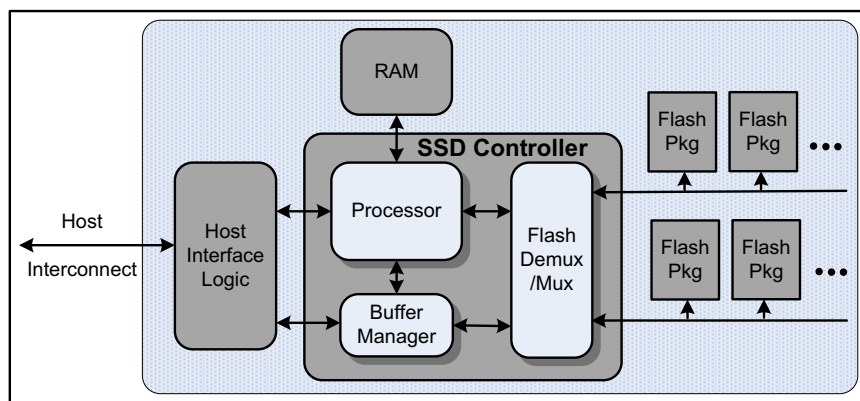 RAM
SSD Controller
Flash
Pkg
Flash
Pkg
Processor
Host
Interface
Logic
Host
Interconnect
Flash
Demux
/Mux
Flash
Pkg
Flash
Pkg
Buffer
Manager